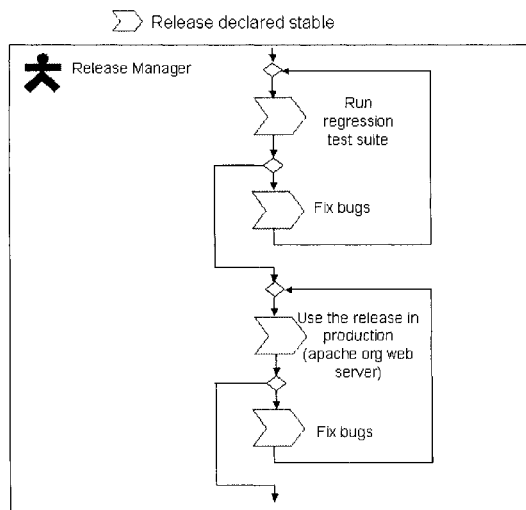 Release declared stable
Release Manager
Run
regression
test suite
Fix bugs
Use the release in
production
(apache org web
server)
Fix bugs